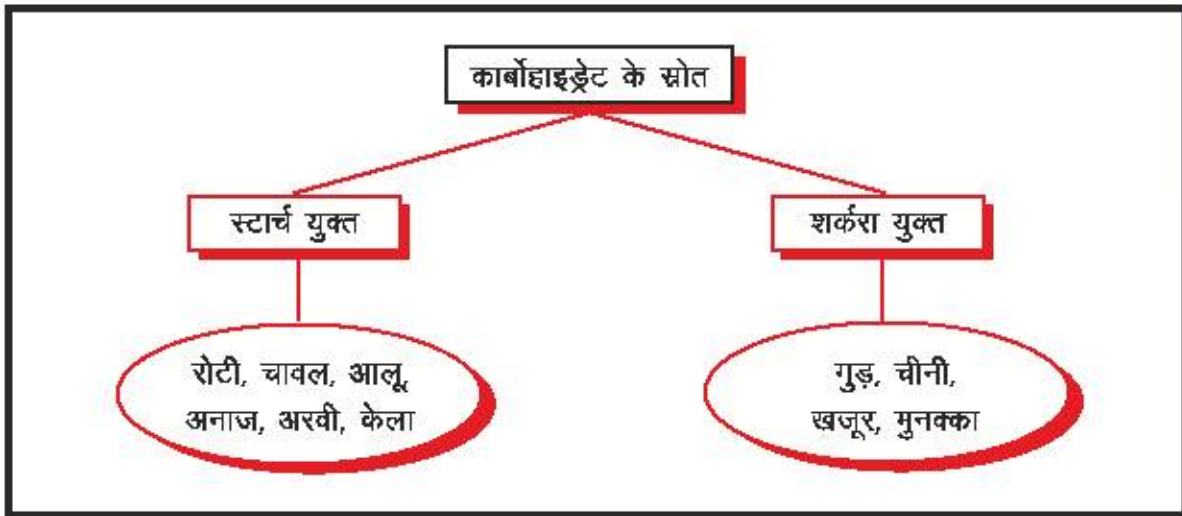 कार्बोहाइड्रेट के स्रोत
स्टार्च युक्त
शर्करा युक्त
रोटी, चावल, आलू,
अनाज, अरवी, केला
गुड़, चीनी,
खजूर, मुनक्का